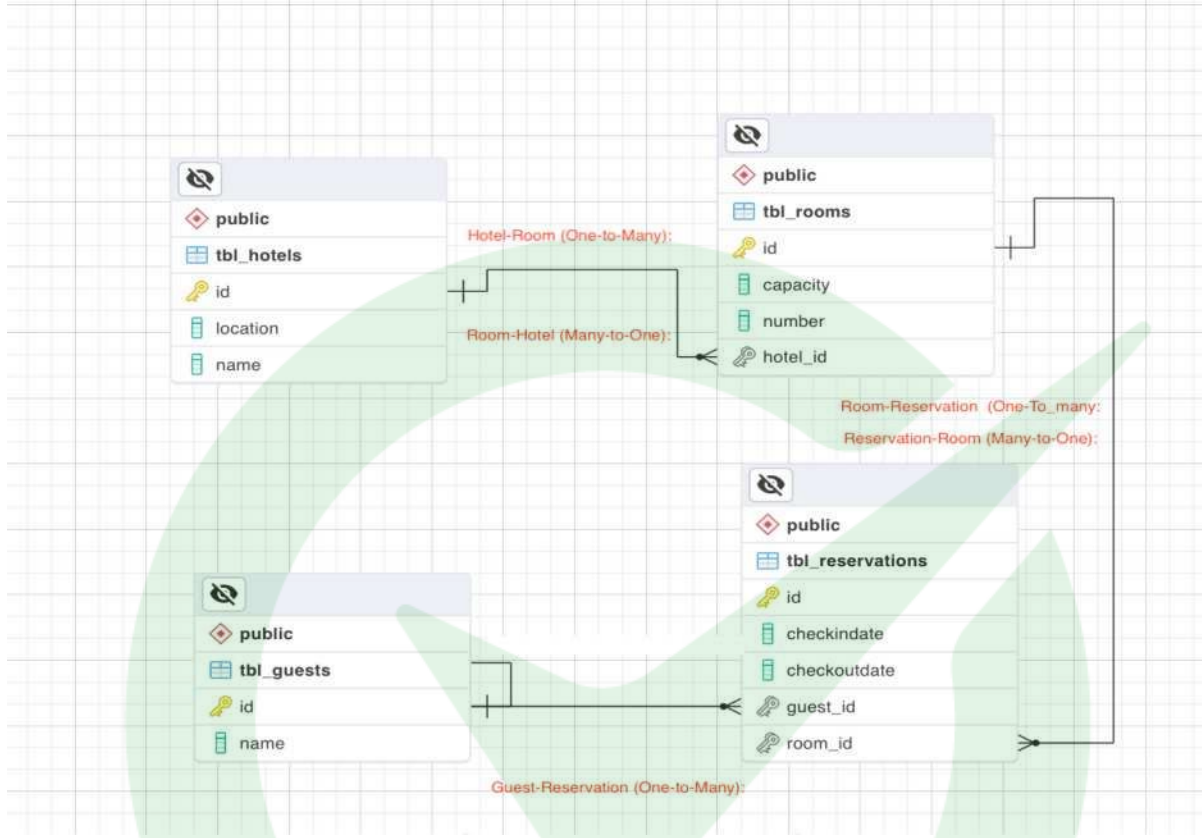 public
tbl_hotels
id
location
name
Hotel-Room (One-to-Many):
Room-Hotel (Many-to-One):
public
tbl_rooms
id
capacity
number
hotel_id
Room-Reservation (One-To_many:
Reservation-Room (Many-to-One):
public
tbl_guests
id
name
public
tbl_reservations
id
checkindate
checkoutdate
guest_id
room_id
Guest-Reservation (One-to-Many):